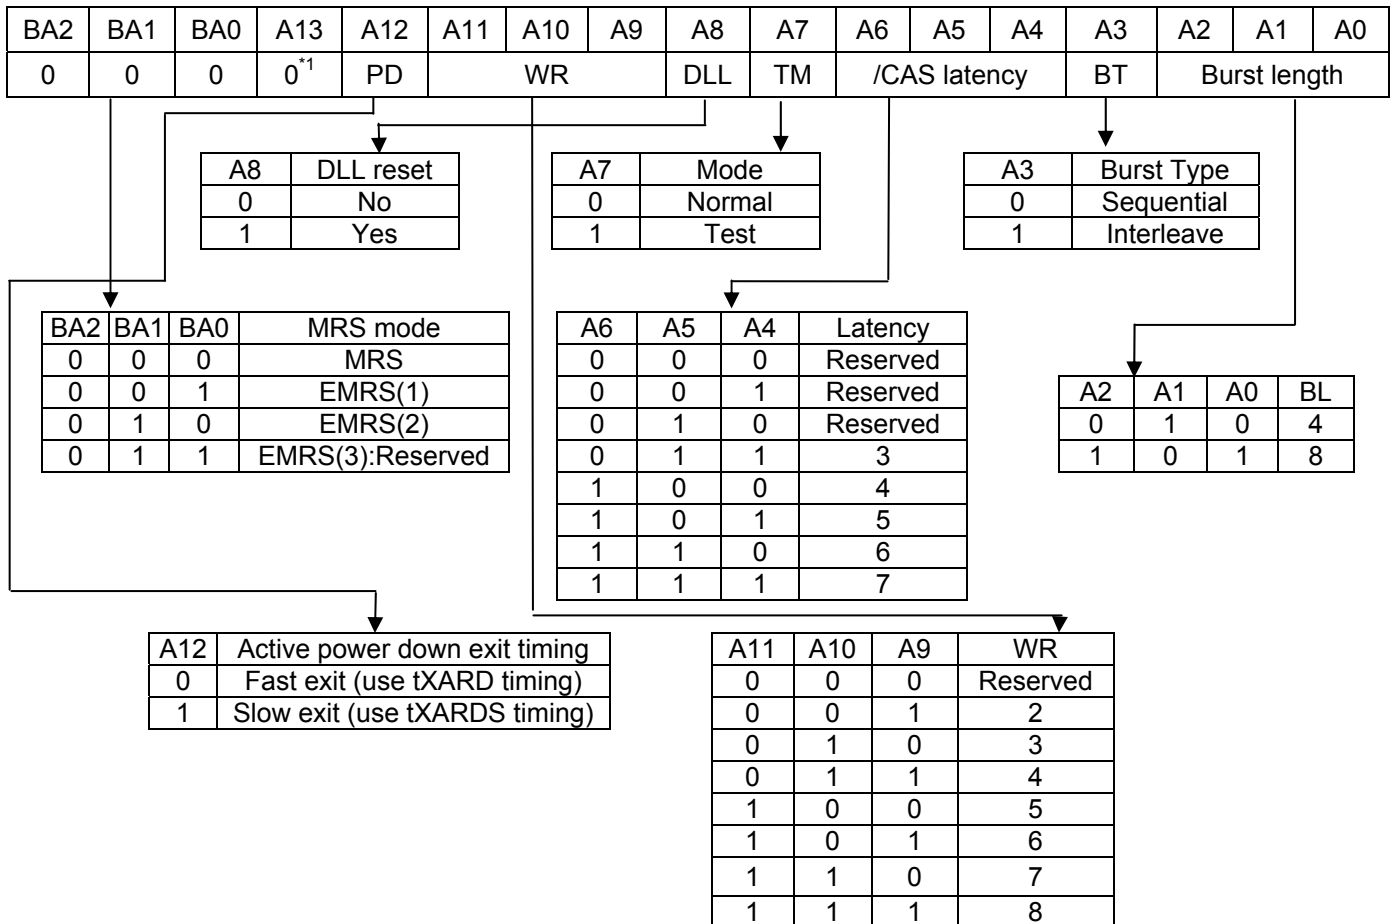 BA2 BA1 BA0 A13 A12 A11 A10 A9 A8 A7 A6 A5 A4 A3 A2 A1 A0
0 0 0 0*1 PD WR DLL TM /CAS latency BT Burst length
A8 DLL reset
0 No
1 Yes
A7 Mode
0 Normal
1 Test
A3 Burst Type
0 Sequential
1 Interleave
BA2 BA1 BA0 MRS mode
0 0 0 MRS
0 0 1 EMRS(1)
0 1 0 EMRS(2)
0 1 1 EMRS(3):Reserved
A6 A5 A4 Latency
0 0 0 Reserved
0 0 1 Reserved
0 1 0 Reserved
0 1 1 3
1 0 0 4
1 0 1 5
1 1 0 6
1 1 1 7
A2 A1 A0 BL
0 1 0 4
1 0 1 8
A12 Active power down exit timing
0 Fast exit (use tXARD timing)
1 Slow exit (use tXARDS timing)
A11 A10 A9 WR
0 0 0 Reserved
0 0 1 2
0 1 0 3
0 1 1 4
1 0 0 5
1 0 1 6
1 1 0 7
1 1 1 8